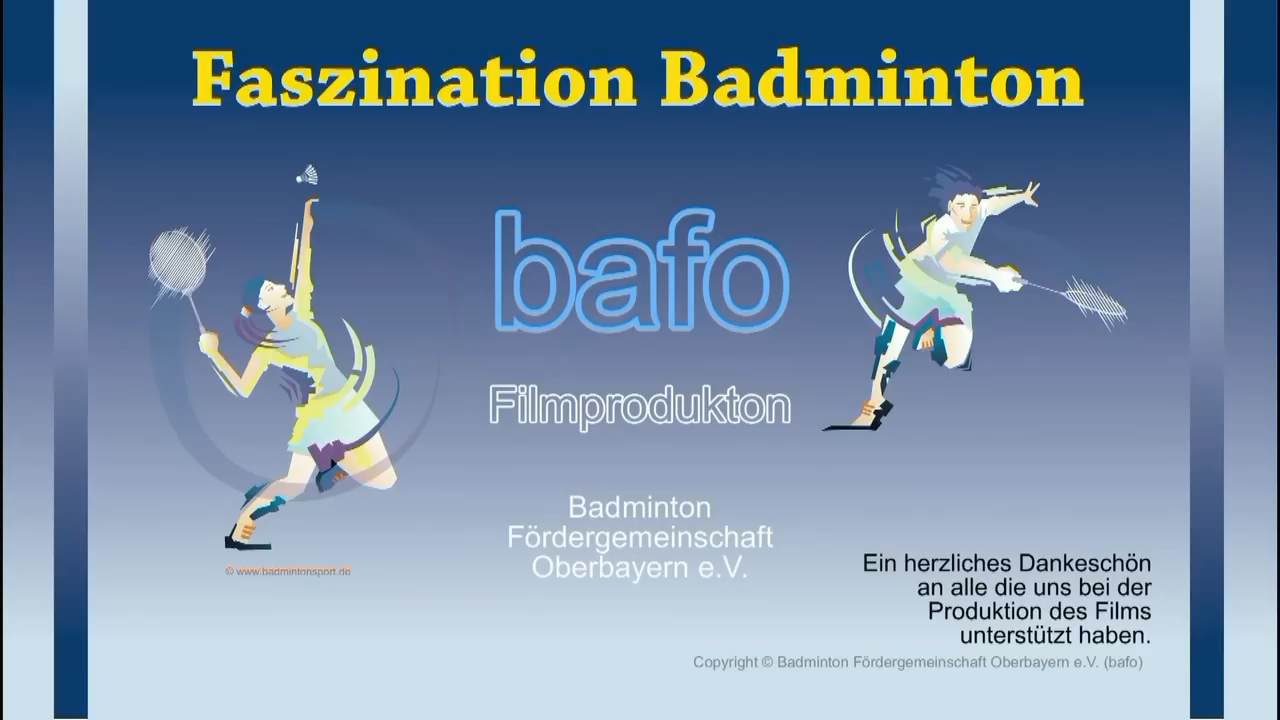 Faszination Badminton
bafo
Filmprodukton
Badminton
Fördergemeinschaft
Oberbayern e.V.
© www.badmintonsport.de
Ein herzliches Dankeschön
an alle die uns bei der
Produktion des Films
unterstützt haben.
Copyright © Badminton Fördergemeinschaft Oberbayern e.V. (bafo)